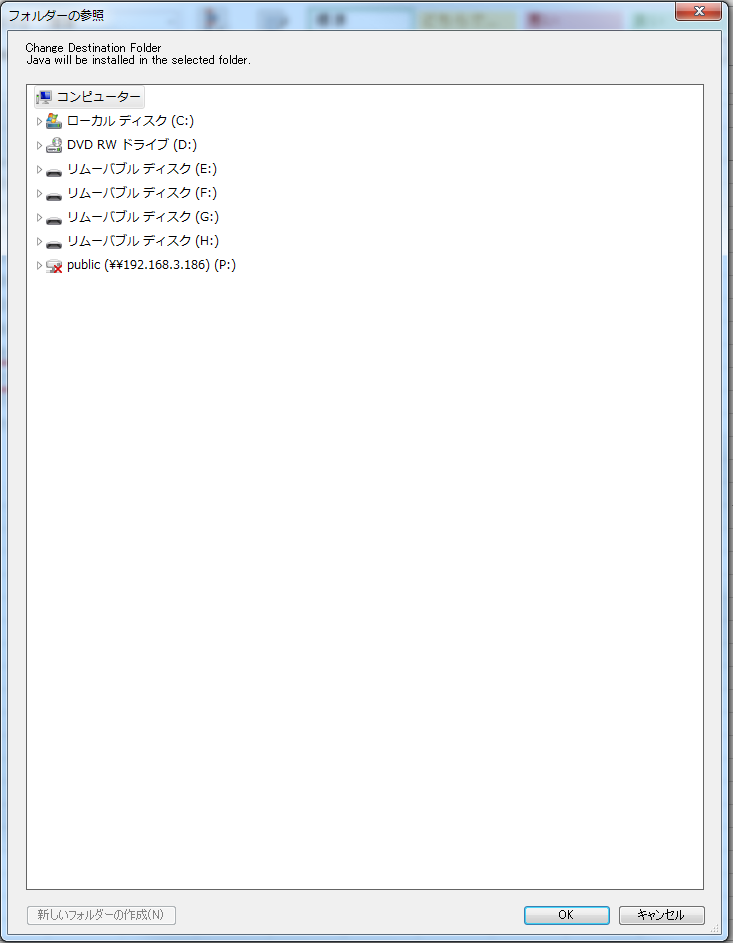 フォルダーの参照
Change Destination Folder
Java will be installed in the selected folder.
コンピューター
ローカル ディスク (C:)
DVD RW ドライブ (D:)
リムーバブル ディスク (E:)
リムーバブル ディスク (F:)
リムーバブル ディスク (G:)
リムーバブル ディスク (H:)
public (¥¥192.168.3.186) (P:)
新しいフォルダーの作成(N)
OK
キャンセル